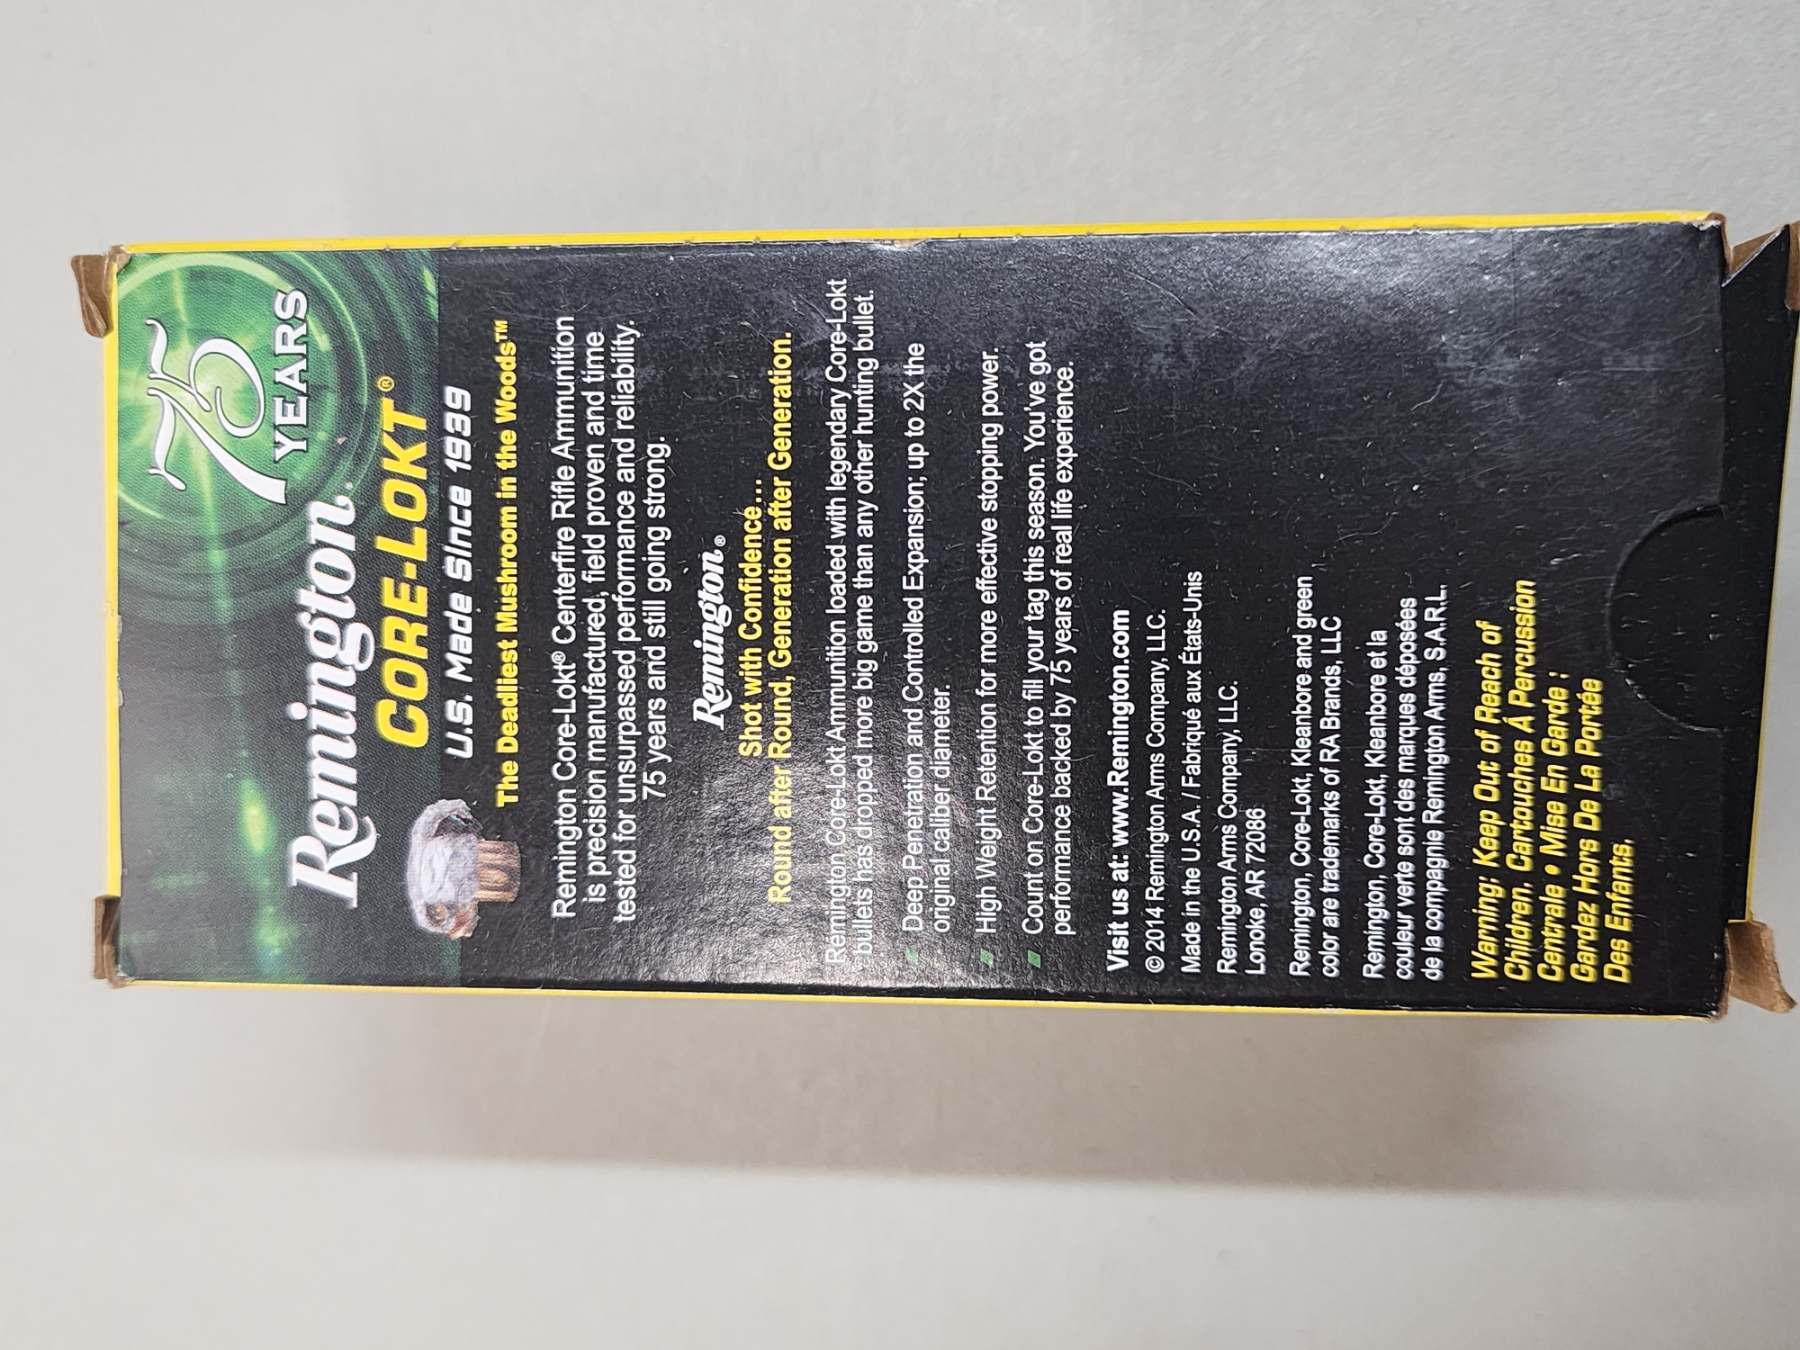 75
YEARS
Remington®
CORE-LOKT®
U.S. Made Since 1939
The Deadliest Mushroom in the Woods™
Remington Core-Lokt® Centerfire Rifle Ammunition
is precision manufactured, field proven and time
tested for unsurpassed performance and reliability.
75 years and still going strong.
Remington®
Shot with Confidence....
Round after Round, Generation after Generation.
Remington Core-Lokt Ammunition loaded with legendary Core-Lokt
bullets has dropped more big game than any other hunting bullet.
Deep Penetration and Controlled Expansion; up to 2X the
original caliber diameter.
High Weight Retention for more effective stopping power.
Count on Core-Lokt to fill your tag this season. You've got
performance backed by 75 years of real life experience.
Visit us at: www.Remington.com
© 2014 Remington Arms Company, LLC.
Made in the U.S.A. / Fabriqué aux États-Unis
Remington Arms Company, LLC.
Lonoke, AR 72086
Remington, Core-Lokt, Kleanbore and green
color are trademarks of RA Brands, LLC
Remington, Core-Lokt, Kleanbore et la
couleur verte sont des marques déposées
de la compagnie Remington Arms, S.A.R.L.
Warning: Keep Out of Reach of
Children. Cartouches Á Percussion
Centrale • Mise En Garde :
Gardez Hors De La Portée
Des Enfants.